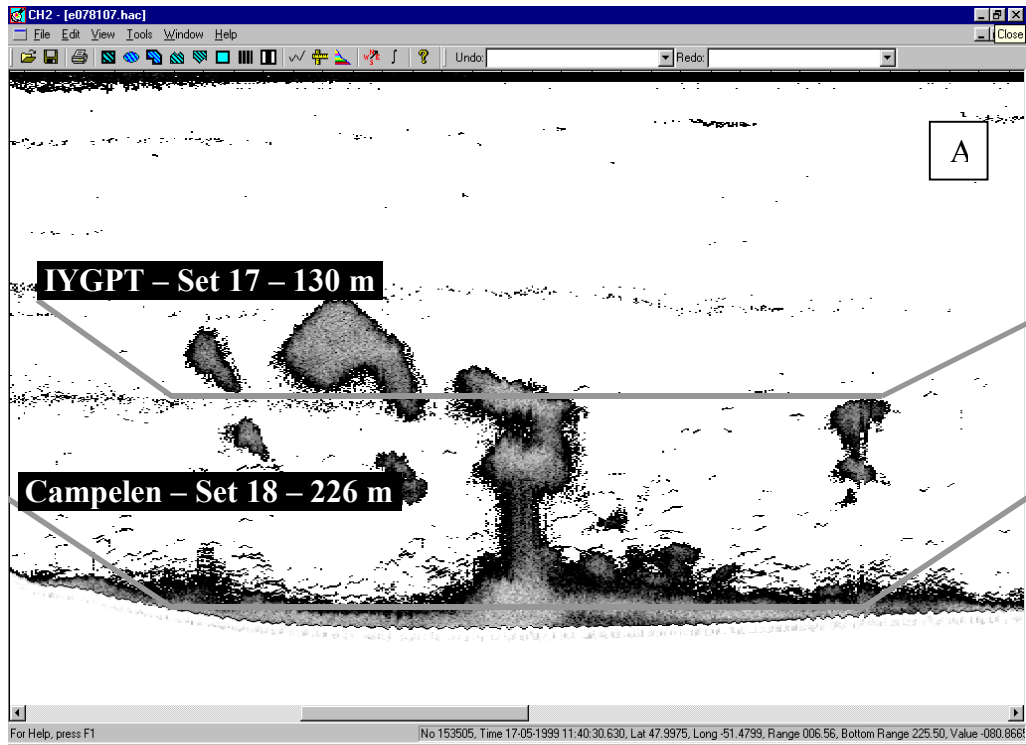 CH2 - [e078107.hac]
File Edit View Tools Window Help
Close
Undo: Redo:
A
IYGPT – Set 17 – 130 m
Campelen – Set 18 – 226 m
For Help, press F1
No 153505, Time 17-05-1999 11:40:30.630, Lat 47.9975, Long -51.4799, Range 006.56, Bottom Range 225.50, Value -080.866